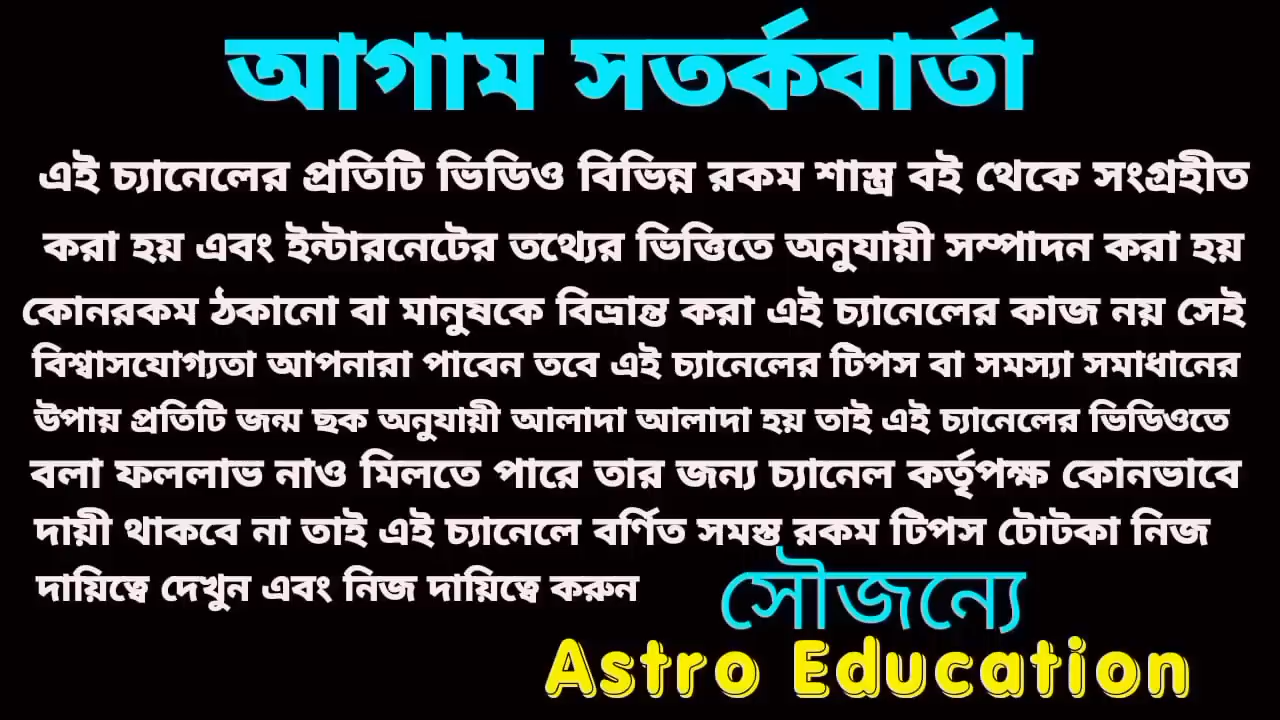 আগাম সতর্কবার্তা
এই চ্যানেলের প্রতিটি ভিডিও বিভিন্ন রকম শাস্ত্র বই থেকে সংগ্রহীত
করা হয় এবং ইন্টারনেটের তথ্যের ভিত্তিতে অনুযায়ী সম্পাদন করা হয়
কোনরকম ঠকানো বা মানুষকে বিভ্রান্ত করা এই চ্যানেলের কাজ নয় সেই
বিশ্বাসযোগ্যতা আপনারা পাবেন তবে এই চ্যানেলের টিপস বা সমস্যা সমাধানের
উপায় প্রতিটি জন্ম ছক অনুযায়ী আলাদা আলাদা হয় তাই এই চ্যানেলের ভিডিওতে
বলা ফললাভ নাও মিলতে পারে তার জন্য চ্যানেল কর্তৃপক্ষ কোনভাবে
দায়ী থাকবে না তাই এই চ্যানেলে বর্ণিত সমস্ত রকম টিপস টোটকা নিজ
দায়িত্বে দেখুন এবং নিজ দায়িত্বে করুন
সৌজন্যে
Astro Education